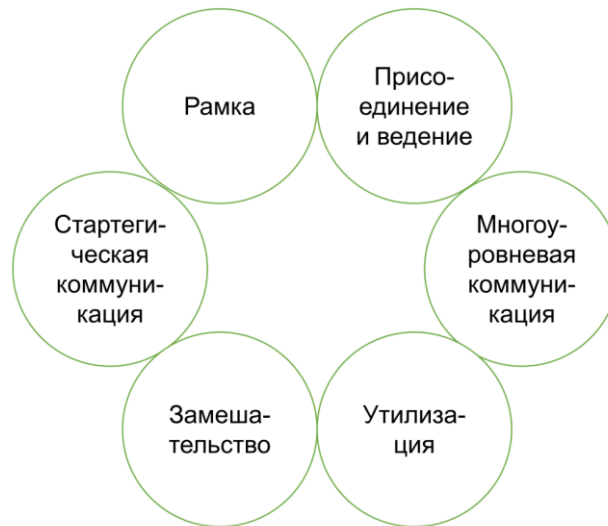 Рамка
Присо-
единение
и ведение
Стартеги-
ческая
коммуни-
кация
Многоу-
ровневая
коммуни-
кация
Замеша-
тельство
Утилиза-
ция